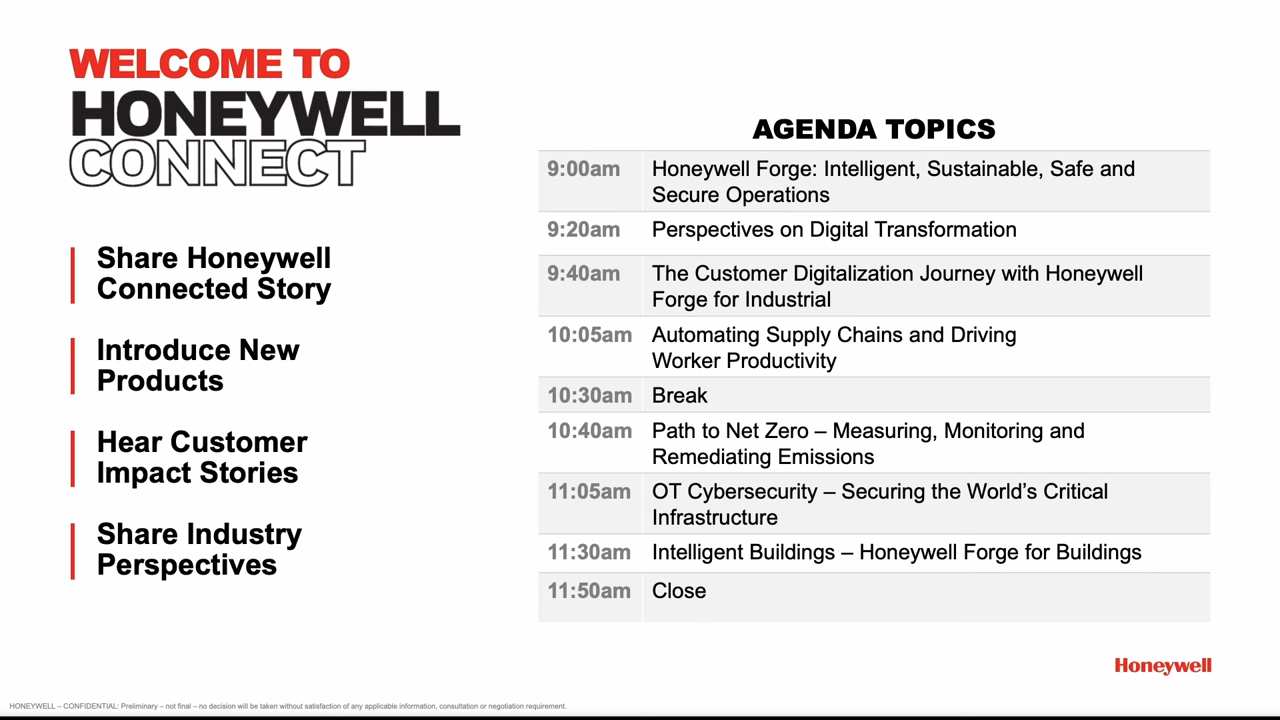 WELCOME TO
HONEYWELL
CONNECT
Share Honeywell
Connected Story
Introduce New
Products
Hear Customer
Impact Stories
Share Industry
Perspectives
AGENDA TOPICS
9:00am Honeywell Forge: Intelligent, Sustainable, Safe and
Secure Operations
9:20am Perspectives on Digital Transformation
9:40am The Customer Digitalization Journey with Honeywell
Forge for Industrial
10:05am Automating Supply Chains and Driving
Worker Productivity
10:30am Break
10:40am Path to Net Zero – Measuring, Monitoring and
Remediating Emissions
11:05am OT Cybersecurity – Securing the World’s Critical
Infrastructure
11:30am Intelligent Buildings – Honeywell Forge for Buildings
11:50am Close
Honeywell
HONEYWELL – CONFIDENTIAL: Preliminary – not final – no decision will be taken without satisfaction of any applicable information, consultation or negotiation requirement.